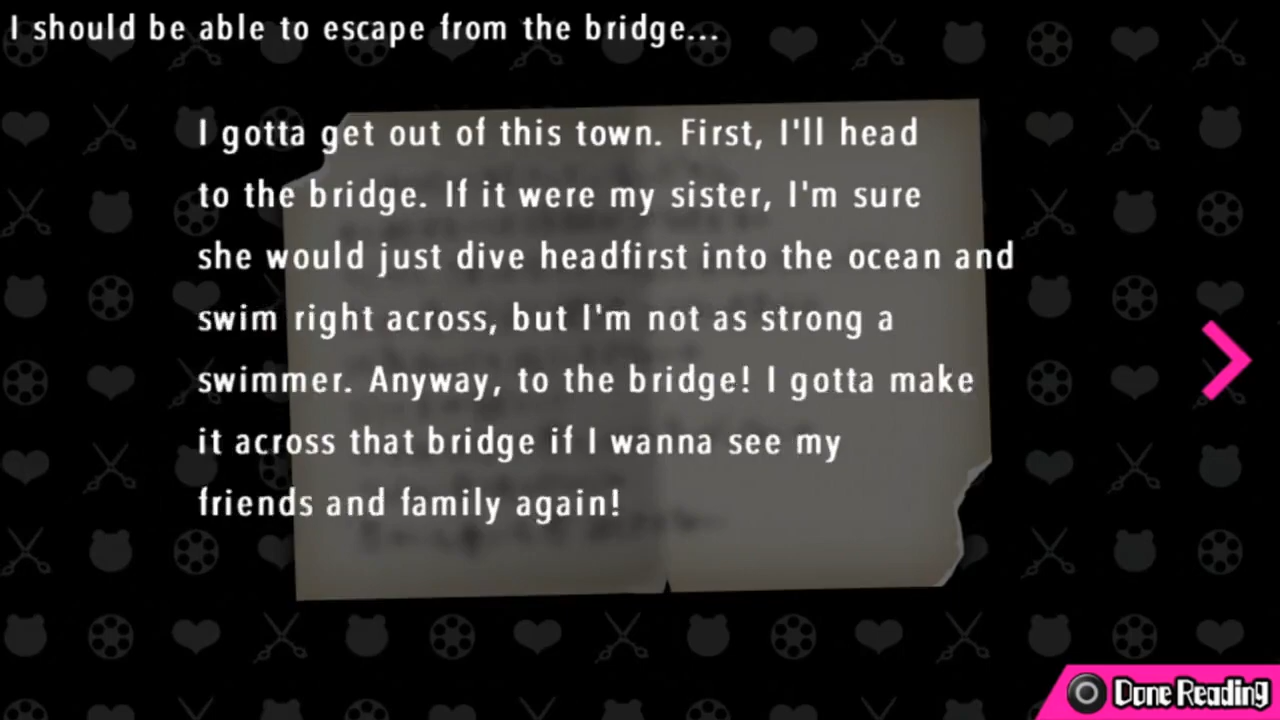 I should be able to escape from the bridge...
I gotta get out of this town. First, I'll head
to the bridge. If it were my sister, I'm sure
she would just dive headfirst into the ocean and
swim right across, but I'm not as strong a
swimmer. Anyway, to the bridge! I gotta make
it across that bridge if I wanna see my
friends and family again!
Done Reading